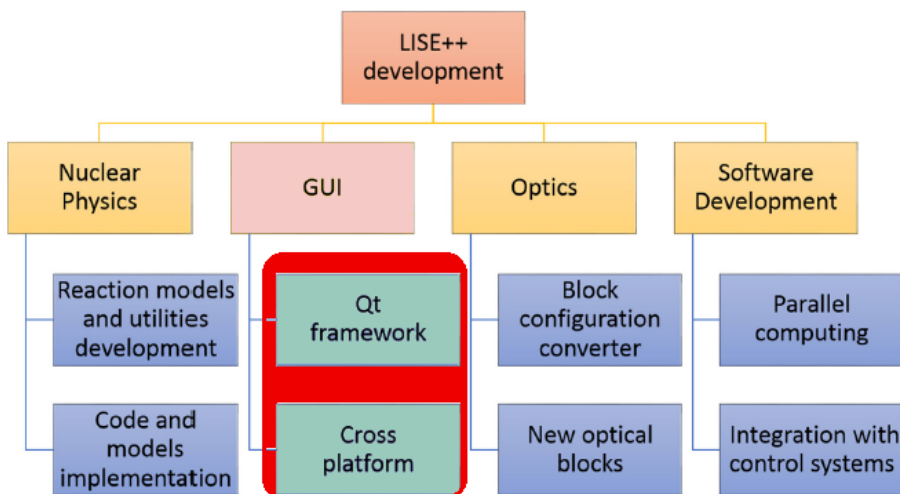 LISE++
development
Nuclear
Physics
GUI
Optics
Software
Development
Reaction models
and utilities
development
Qt
framework
Block
configuration
converter
Parallel
computing
Code and
models
implementation
Cross
platform
New optical
blocks
Integration with
control systems